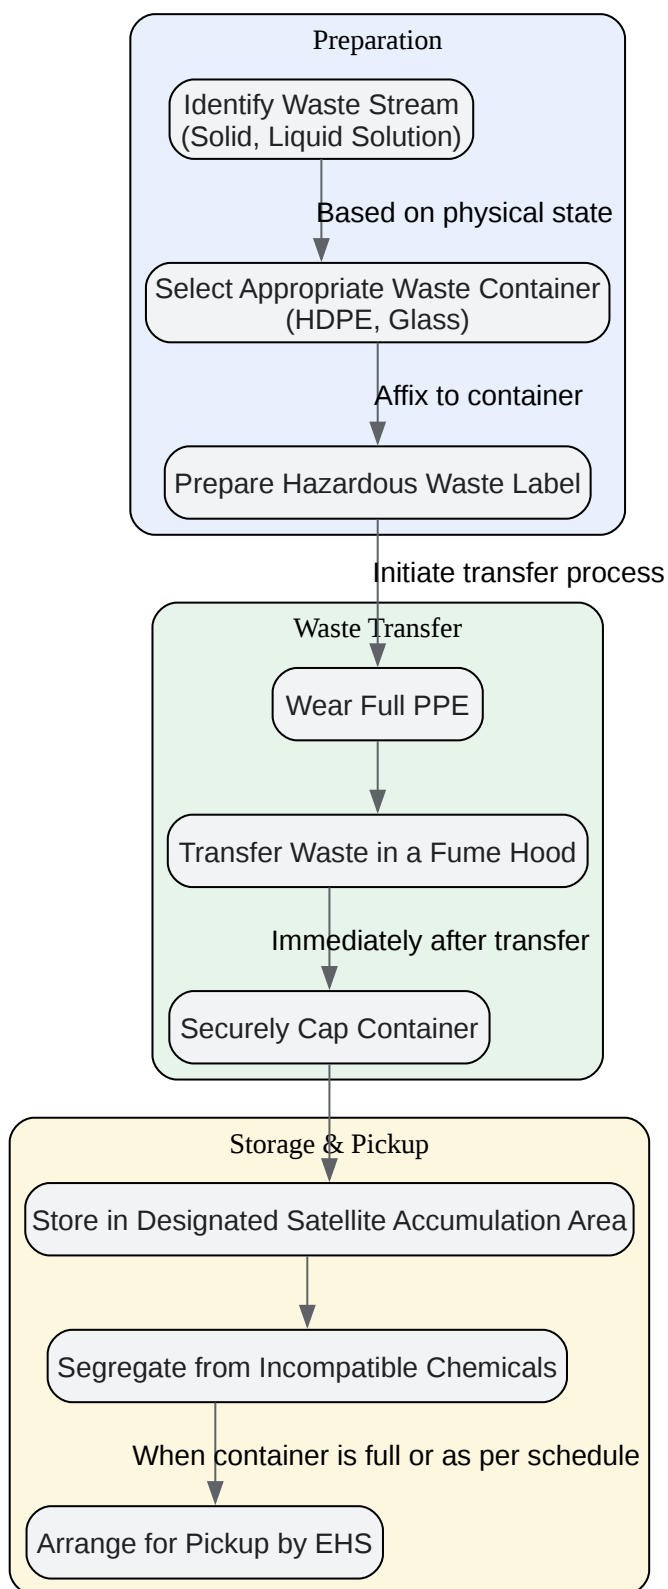 Preparation
Identify Waste Stream
(Solid, Liquid Solution)
Based on physical state
Select Appropriate Waste Container
(HDPE, Glass)
Affix to container
Prepare Hazardous Waste Label
Initiate transfer process
Waste Transfer
Wear Full PPE
Transfer Waste in a Fume Hood
Immediately after transfer
Securely Cap Container
Storage & Pickup
Store in Designated Satellite Accumulation Area
Segregate from Incompatible Chemicals
When container is full or as per schedule
Arrange for Pickup by EHS